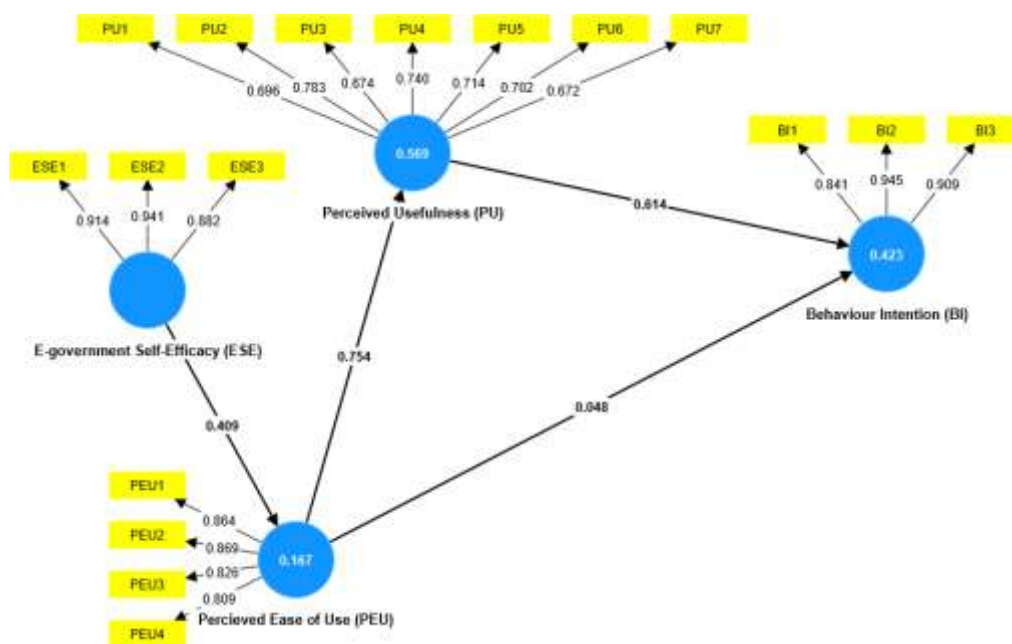 PU1 PU2 PU3 PU4 PU5 PU6 PU7
0.696 0.783 0.674 0.740 0.714 0.702 0.672
BI1 BI2 BI3
0.841 0.945 0.909
ESE1 ESE2 ESE3
0.914 0.941 0.882
0.569
Perceived Usefulness (PU)
0.614
0.423
Behaviour Intention (BI)
E-government Self-Efficacy (ESE)
0.754
0.048
0.409
PEU1
0.864
PEU2
0.869
0.826
PEU3
0.809
PEU4
0.167
Percieved Ease of Use (PEU)